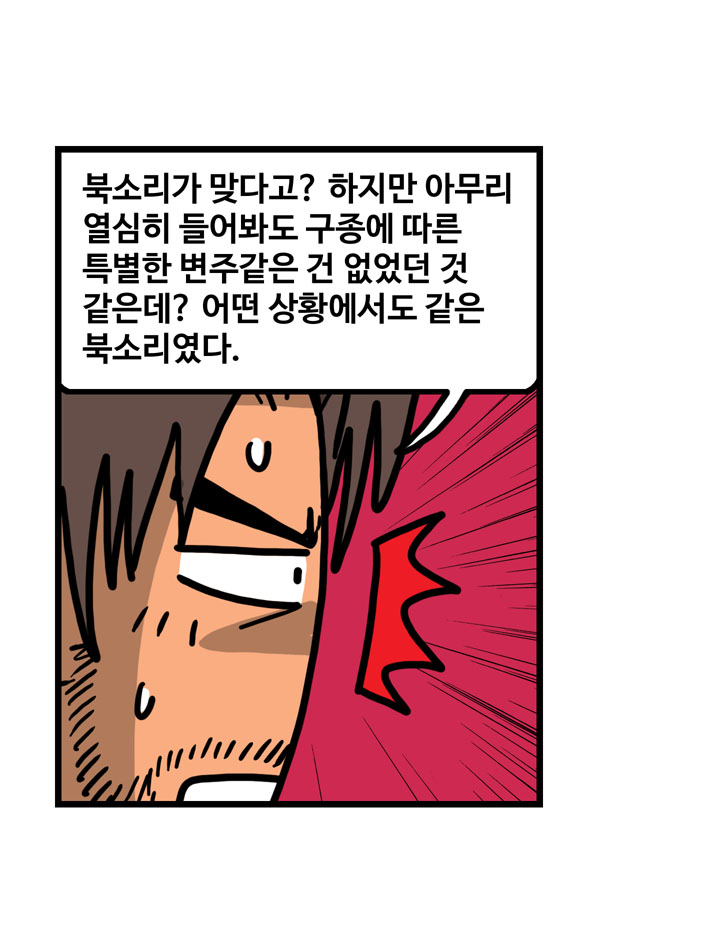 북소리가 맞다고? 하지만 아무리
열심히 들어봐도 구종에 따른
특별한 변주같은 건 없었던 것
같은데? 어떤 상황에서도 같은
북소리였다.